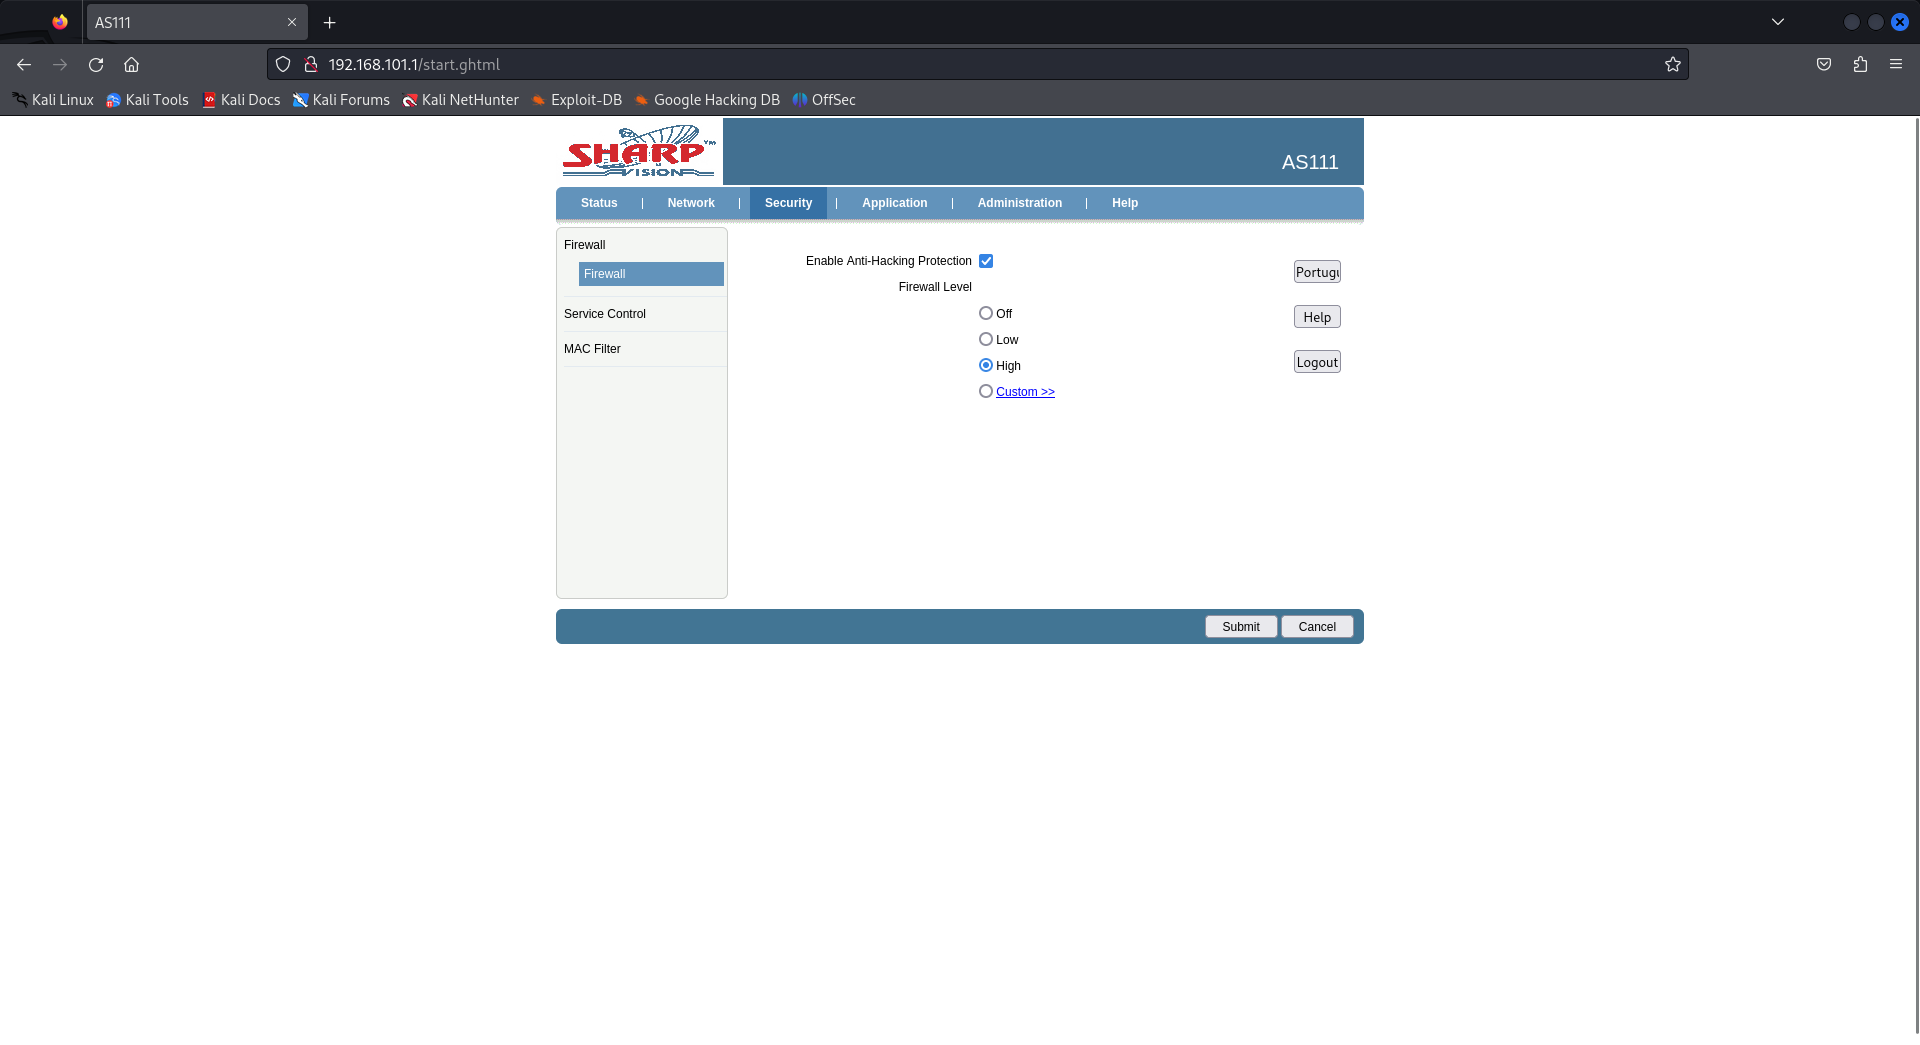 AS111
192.168.101.1/start.ghtml
Kali Linux Kali Tools Kali Docs Kali Forums Kali NetHunter Exploit-DB Google Hacking DB OffSec
SHARP™
VISION
AS111
Status | Network | Security | Application | Administration | Help
Firewall
Firewall
Service Control
MAC Filter
Enable Anti-Hacking Protection
Firewall Level
Off
Low
High
Custom >>
Portugu
Help
Logout
Submit Cancel